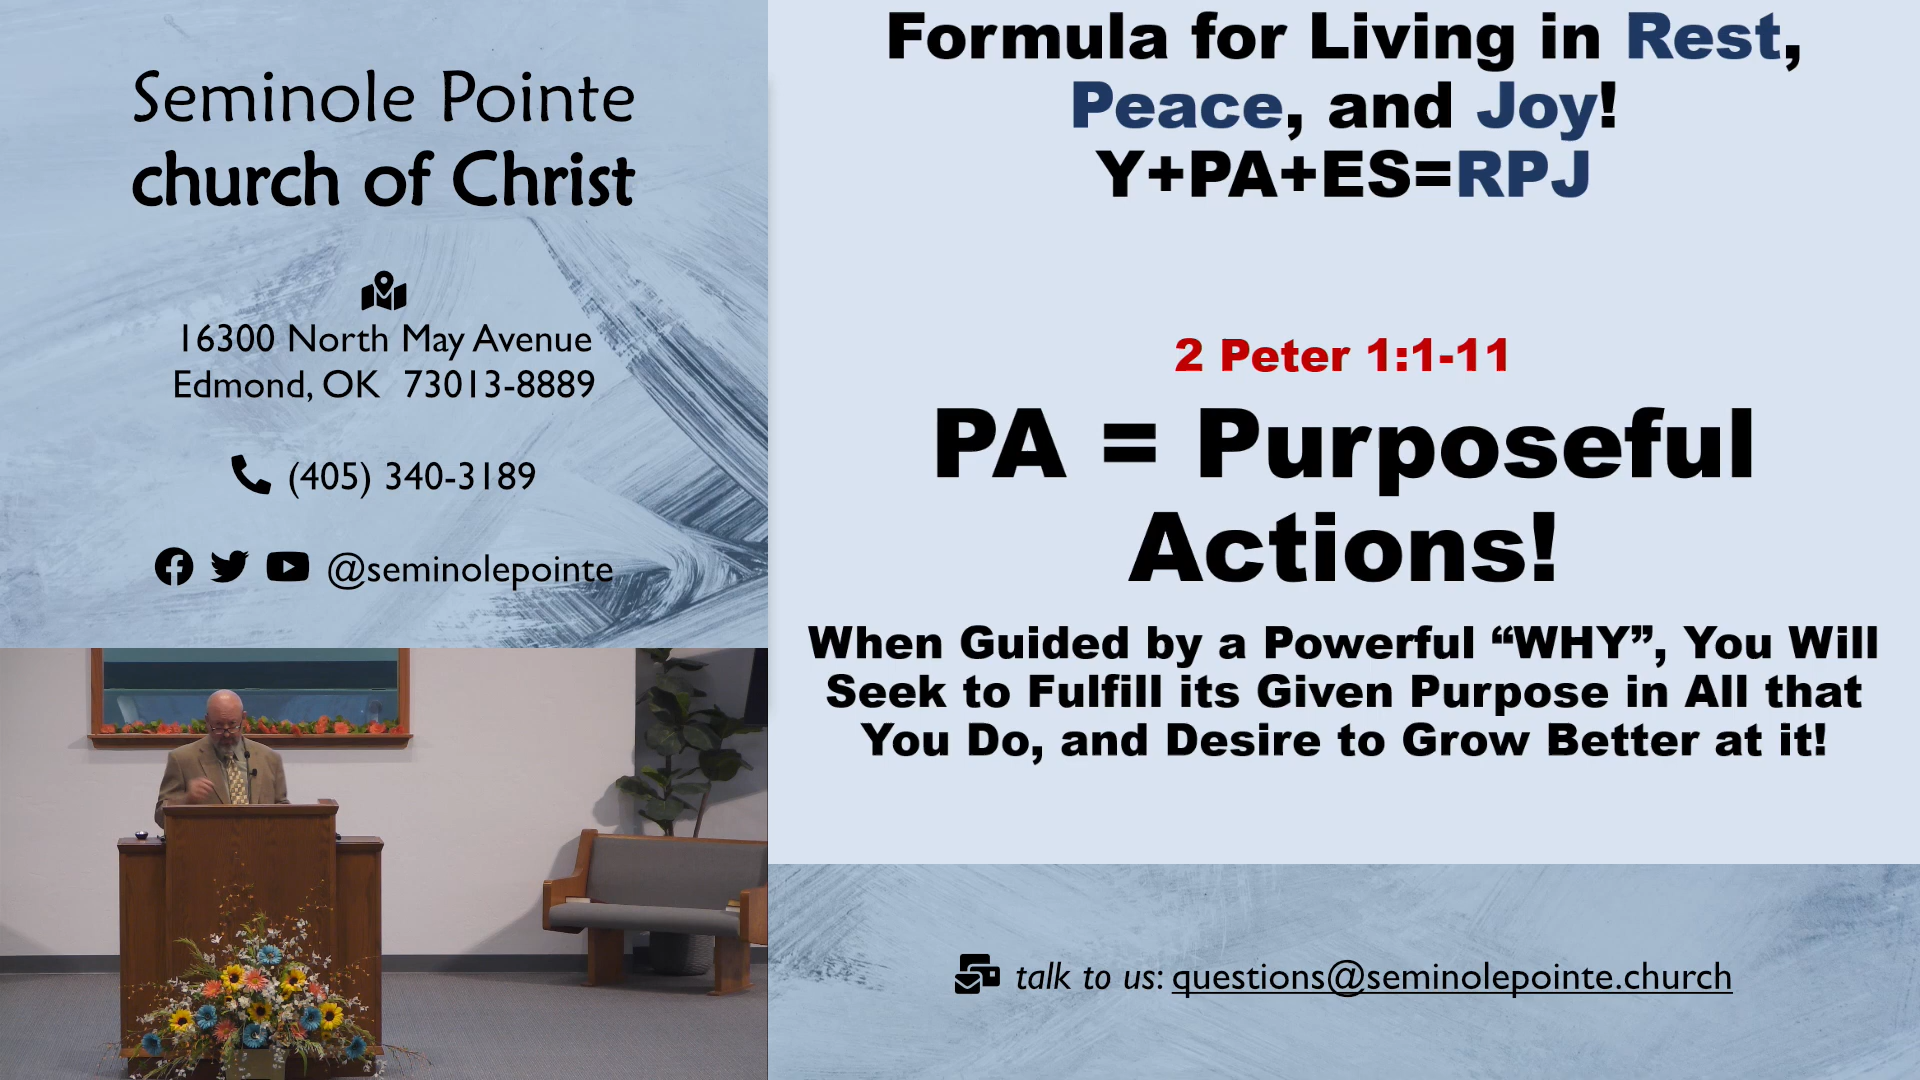 Seminole Pointe
church of Christ
16300 North May Avenue
Edmond, OK 73013-8889
(405) 340-3189
@seminolepointe
Formula for Living in Rest,
Peace, and Joy!
Y+PA+ES=RPJ
2 Peter 1:1-11
PA = Purposeful
Actions!
When Guided by a Powerful “WHY”, You Will
Seek to Fulfill its Given Purpose in All that
You Do, and Desire to Grow Better at it!
talk to us: questions@seminolepointe.church